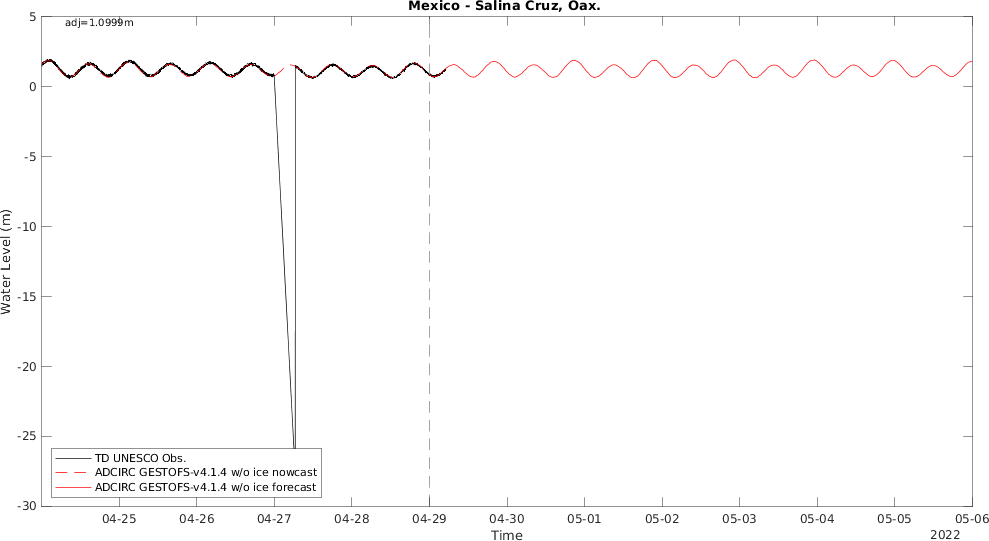 Mexico - Salina Cruz, Oax.
adj=1.0999m
5
0
-5
-10
-15
-20
-25
-30
Water Level (m)
TD UNESCO Obs.
ADCIRC GESTOFS-v4.1.4 w/o ice nowcast
ADCIRC GESTOFS-v4.1.4 w/o ice forecast
04-25 04-26 04-27 04-28 04-29 04-30 05-01 05-02 05-03 05-04 05-05 05-06
Time
2022